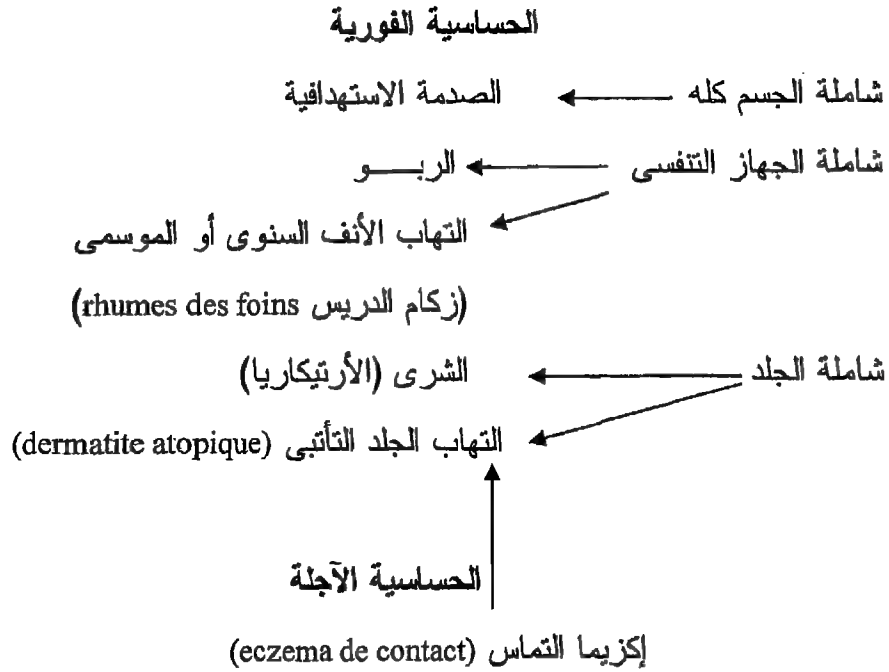 الحساسية الفورية
شاملة الجسم كله الصدمة الاستهدافية
شاملة الجهاز التنفسى الربـــو
التهاب الأنف السنوى أو الموسمى
(زكام الدريس rhumes des foins)
شاملة الجلد الشرى (الأرتيكاريا)
التهاب الجلد التأتبى (dermatite atopique)
الحساسية الآجلة
إكزيما التماس (eczema de contact)